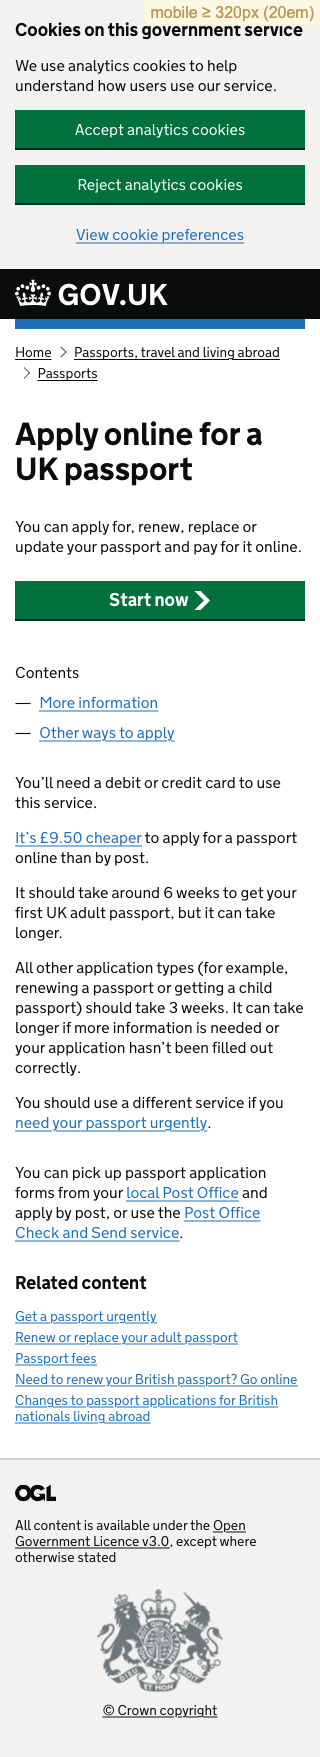 mobile ≥ 320px (20em)
Cookies on this government service
We use analytics cookies to help
understand how users use our service.
Accept analytics cookies
Reject analytics cookies
View cookie preferences
GOV.UK
Home > Passports, travel and living abroad
> Passports
Apply online for a
UK passport
You can apply for, renew, replace or
update your passport and pay for it online.
Start now
Contents
— More information
— Other ways to apply
You’ll need a debit or credit card to use
this service.
It’s £9.50 cheaper to apply for a passport
online than by post.
It should take around 6 weeks to get your
first UK adult passport, but it can take
longer.
All other application types (for example,
renewing a passport or getting a child
passport) should take 3 weeks. It can take
longer if more information is needed or
your application hasn’t been filled out
correctly.
You should use a different service if you
need your passport urgently.
You can pick up passport application
forms from your local Post Office and
apply by post, or use the Post Office
Check and Send service.
Related content
Get a passport urgently
Renew or replace your adult passport
Passport fees
Need to renew your British passport? Go online
Changes to passport applications for British
nationals living abroad
OGL
All content is available under the Open
Government Licence v3.0, except where
otherwise stated
DIEU ET MON
© Crown copyright